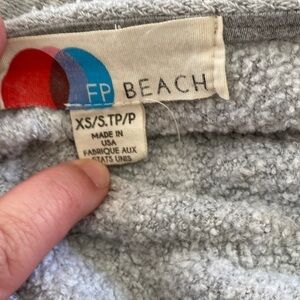 FP BEACH
XS/S.TP/P
MADE IN
USA
FABRIQUE AUX
ETATS UNIS